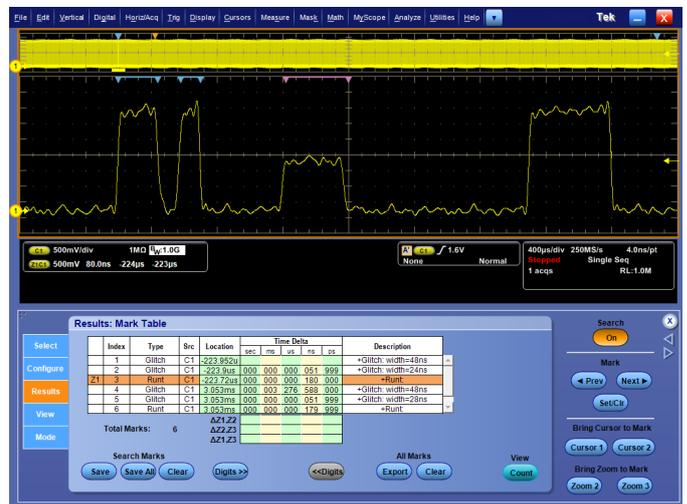 File Edit Vertical Digital Horiz/Acq Trig Display Cursors Measure Mask Math MyScope Analyze Utilities Help Tek X
1
1
C1 500mV/div 1MΩ BW:1.0G
Z1C1 500mV 80.0ns -224µs -223µs
A' C1 1.6V
None Normal
400µs/div 250MS/s 4.0ns/pt
Stopped Single Seq
1 acqs RL:1.0M
Results: Mark Table
X
Select
Configure
Results
View
Mode
Index Type Src Location Time Delta Description
sec ms us ns ps
1 Glitch C1 -223.952u +Glitch: width=48ns
2 Glitch C1 -223.9us 000 000 000 051 999 +Glitch: width=24ns
Z1 3 Runt C1 -223.72us 000 000 000 180 000 +Runt:
4 Glitch C1 3.053ms 000 003 276 588 000 +Glitch: width=48ns
5 Glitch C1 3.053ms 000 000 000 051 999 +Glitch: width=28ns
6 Runt C1 3.053ms 000 000 000 179 999 +Runt:
Total Marks: 6
ΔZ1,Z2
ΔZ2,Z3
ΔZ1,Z3
Search Marks
Save Save All Clear
Digits >>
<<Digits
All Marks
Export Clear
View
Count
Search
On
Mark
Prev Next
Set/Clr
Bring Cursor to Mark
Cursor 1 Cursor 2
Bring Zoom to Mark
Zoom 2 Zoom 3